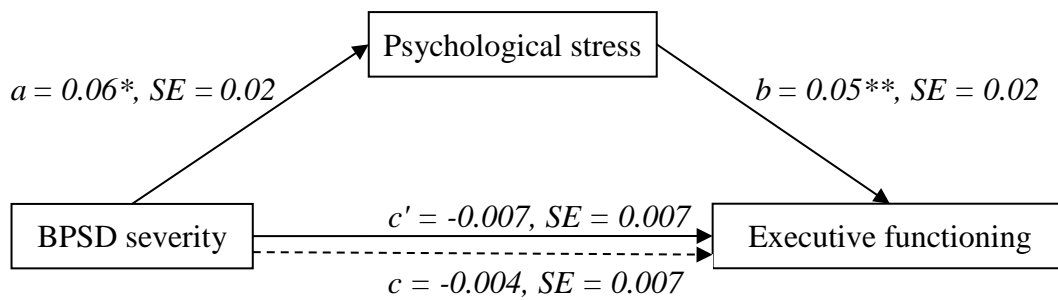 Psychological stress
a = 0.06*, SE = 0.02
b = 0.05**, SE = 0.02
BPSD severity
c' = -0.007, SE = 0.007
Executive functioning
c = -0.004, SE = 0.007